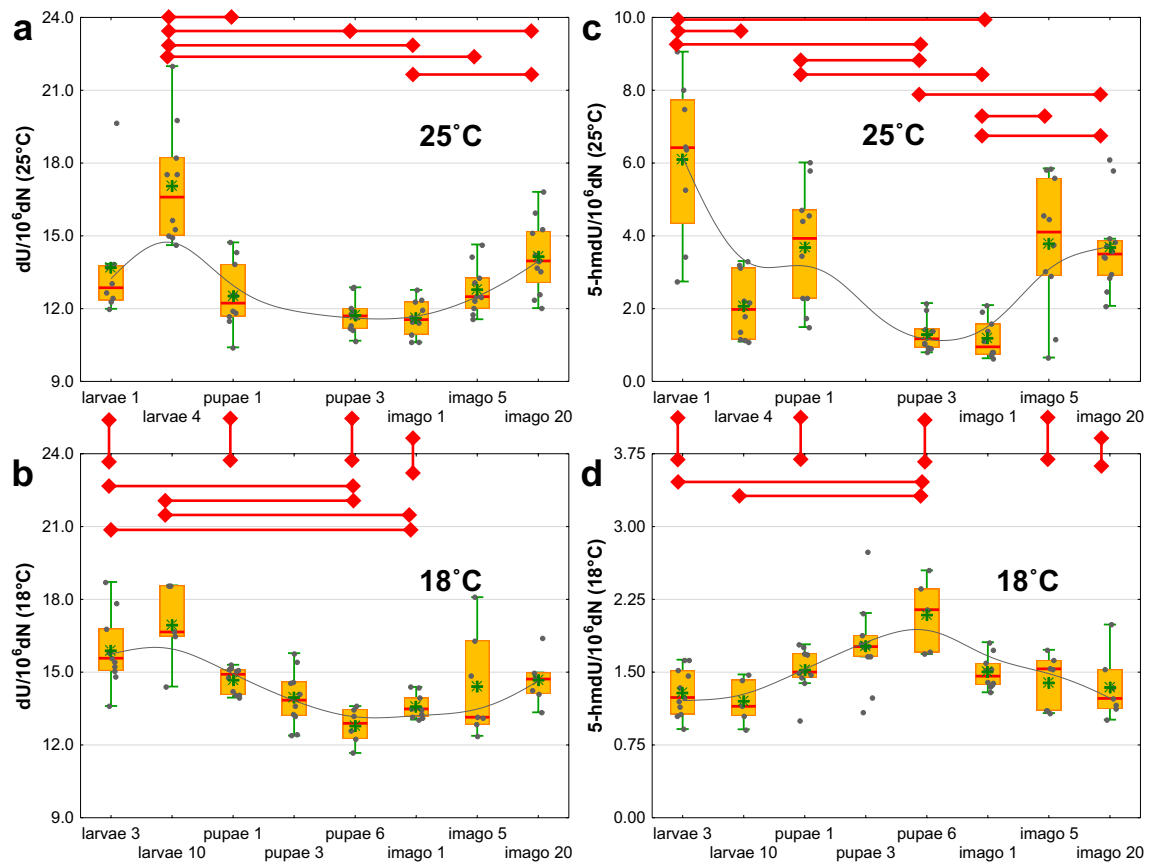 a
24.0
21.0
18.0
15.0
12.0
9.0
dU/10⁶dN (25°C)
25˚C
larvae 1
larvae 4
pupae 1
pupae 3
imago 1
imago 5
imago 20
c
10.0
8.0
6.0
4.0
2.0
0.0
5-hmdU/10⁶dN (25°C)
25˚C
larvae 1
larvae 4
pupae 1
pupae 3
imago 1
imago 5
imago 20
b
24.0
21.0
18.0
15.0
12.0
9.0
dU/10⁶dN (18°C)
18˚C
larvae 3
larvae 10
pupae 1
pupae 3
pupae 6
imago 1
imago 5
imago 20
d
3.75
3.00
2.25
1.50
0.75
0.00
5-hmdU/10⁶dN (18°C)
18˚C
larvae 3
larvae 10
pupae 1
pupae 3
pupae 6
imago 1
imago 5
imago 20